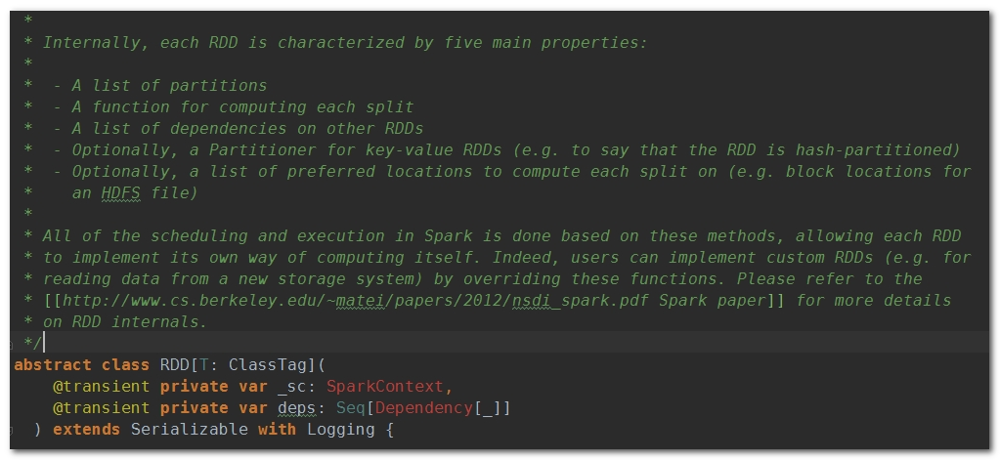 *
* Internally, each RDD is characterized by five main properties:
*
*  - A list of partitions
*  - A function for computing each split
*  - A list of dependencies on other RDDs
*  - Optionally, a Partitioner for key-value RDDs (e.g. to say that the RDD is hash-partitioned)
*  - Optionally, a list of preferred locations to compute each split on (e.g. block locations for
*    an HDFS file)
*
* All of the scheduling and execution in Spark is done based on these methods, allowing each RDD
* to implement its own way of computing itself. Indeed, users can implement custom RDDs (e.g. for
* reading data from a new storage system) by overriding these functions. Please refer to the
* [[http://www.cs.berkeley.edu/~matei/papers/2012/nsdi_spark.pdf Spark paper]] for more details
* on RDD internals.
*/
abstract class RDD[T: ClassTag](
    @transient private var _sc: SparkContext,
    @transient private var deps: Seq[Dependency[_]]
  ) extends Serializable with Logging {